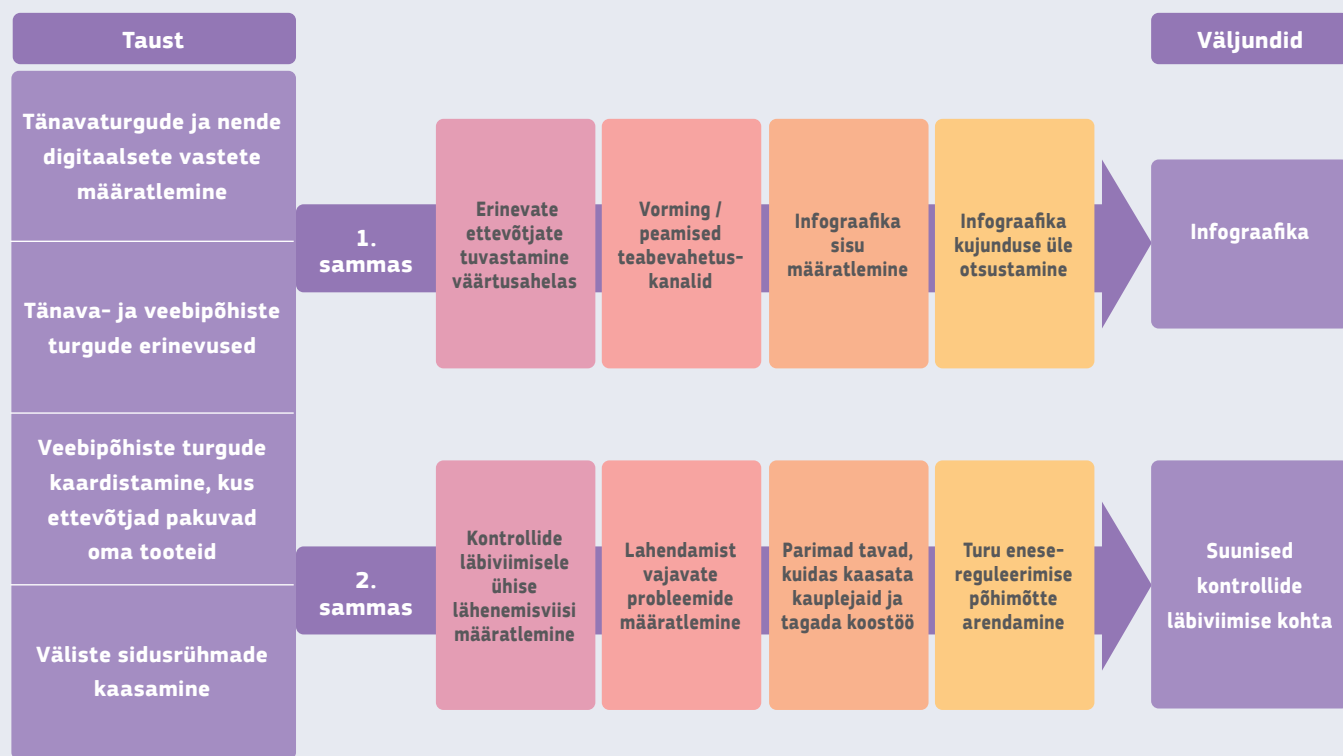 Taust
Tänavaturgude ja nende
digitaalsete vastete
määratlemine
Tänava- ja veebipõhiste
turgude erinevused
Veebipõhiste turgude
kaardistamine, kus
ettevõtjad pakuvad
oma tooteid
Väliste sidusrühmade
kaasamine
1.
sammas
Erinevate
ettevõtjate
tuvastamine
väärtusahelas
Vorming /
peamised
teabevahetus-
kanalid
Infograafika
sisu
määratlemine
Infograafika
kujunduse üle
otsustamine
2.
sammas
Kontrollide
läbiviimisele
ühise
lähenemisviisi
määratlemine
Lahendamist
vajavate
probleemide
määratlemine
Parimad tavad,
kuidas kaasata
kauplejaid ja
tagada koostöö
Turu enese-
reguleerimise
põhimõtte
arendamine
Väljundid
Infograafika
Suunised
kontrollide
läbiviimise kohta